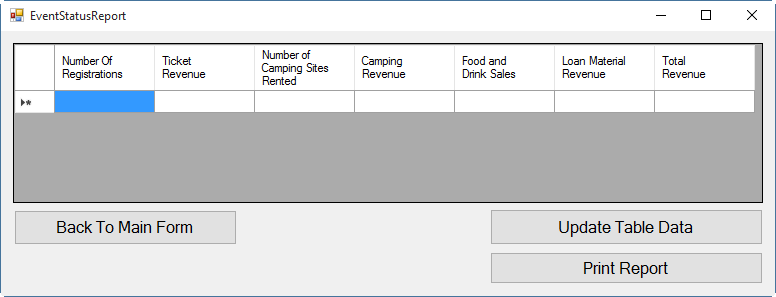 EventStatusReport
Number Of
Registrations
Ticket
Revenue
Number of
Camping Sites
Rented
Camping
Revenue
Food and
Drink Sales
Loan Material
Revenue
Total
Revenue
Back To Main Form
Update Table Data
Print Report